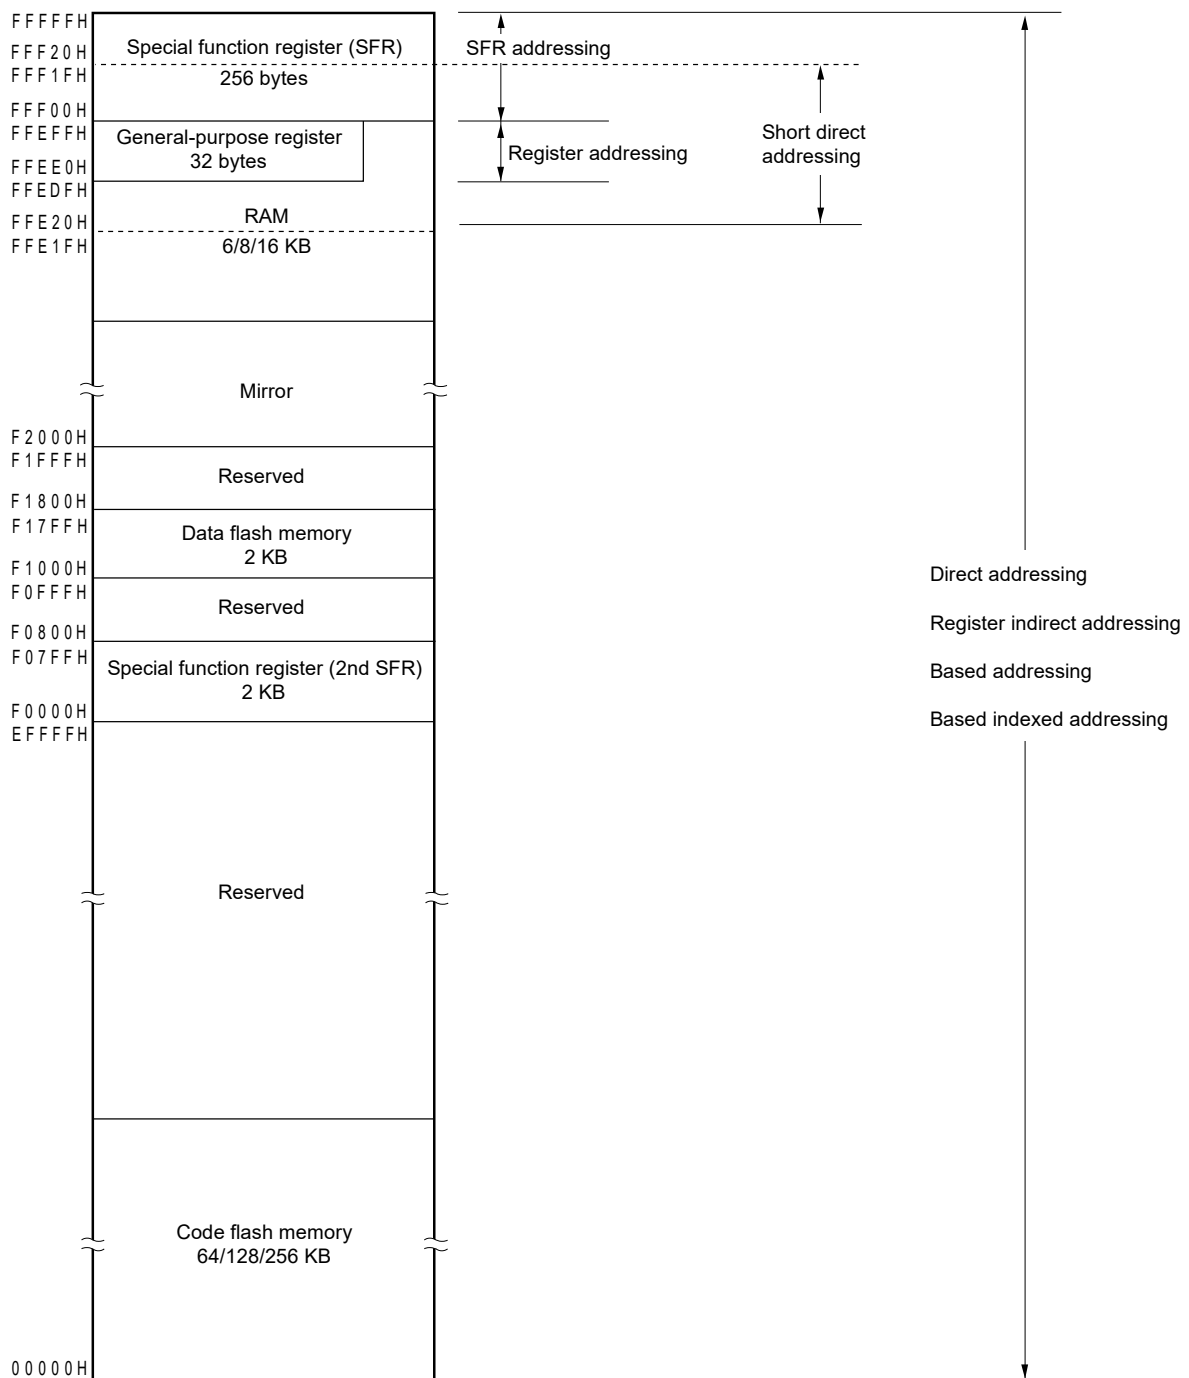 FFFFFH
FFF20H
FFF1FH
FFF00H
FFEFFH
FFEE0H
FFEDFH
FFE20H
FFE1FH
F2000H
F1FFFH
F1800H
F17FFH
F1000H
F0FFFH
F0800H
F07FFH
F0000H
EFFFFH
00000H
Special function register (SFR)
256 bytes
General-purpose register
32 bytes
RAM
6/8/16 KB
Mirror
Reserved
Data flash memory
2 KB
Reserved
Special function register (2nd SFR)
2 KB
Reserved
Code flash memory
64/128/256 KB
SFR addressing
Register addressing
Short direct
addressing
Direct addressing
Register indirect addressing
Based addressing
Based indexed addressing